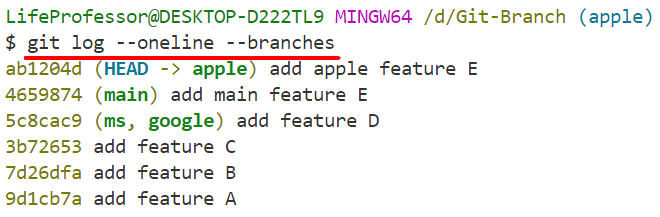 LifeProfessor@DESKTOP-D222TL9 MINGW64 /d/Git-Branch (apple)
$ git log --oneline --branches
ab1204d (HEAD -> apple) add apple feature E
4659874 (main) add main feature E
5c8cac9 (ms, google) add feature D
3b72653 add feature C
7d26dfa add feature B
9d1cb7a add feature A